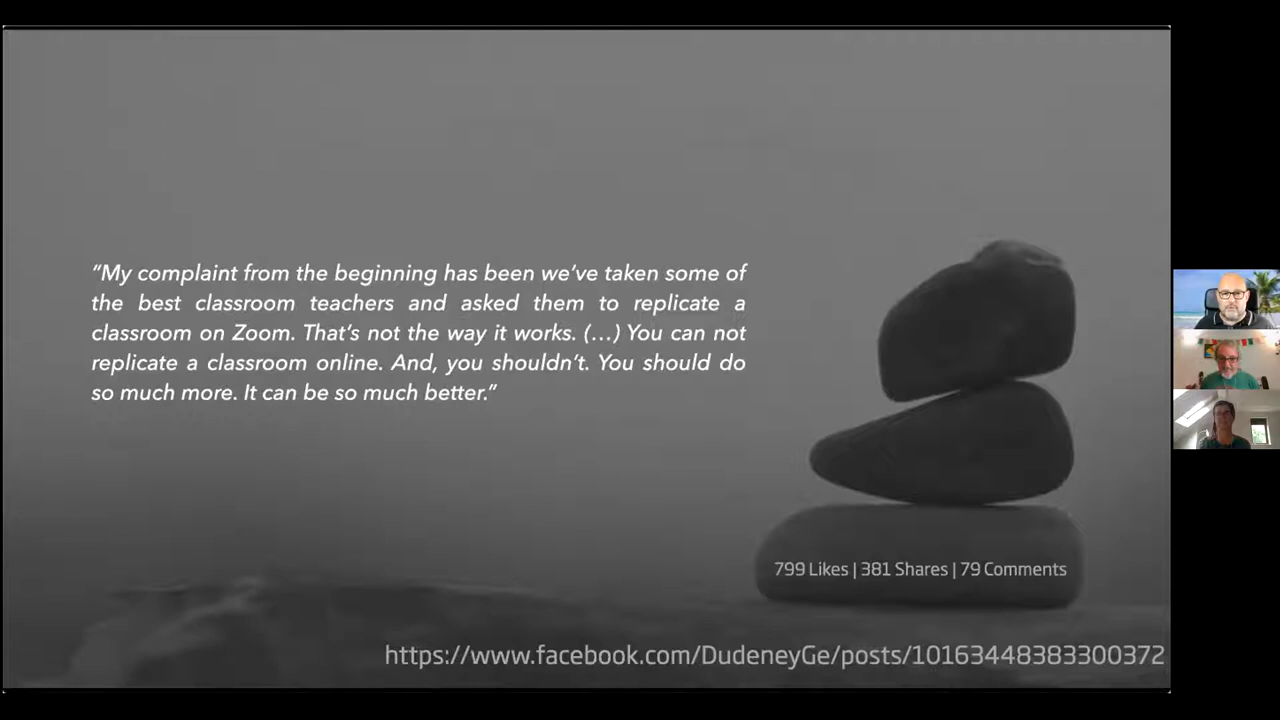 “My complaint from the beginning has been we’ve taken some of
the best classroom teachers and asked them to replicate a
classroom on Zoom. That’s not the way it works. (…) You can not
replicate a classroom online. And, you shouldn’t. You should do
so much more. It can be so much better.”
799 Likes | 381 Shares | 79 Comments
https://www.facebook.com/DudeneyGe/posts/10163448383300372